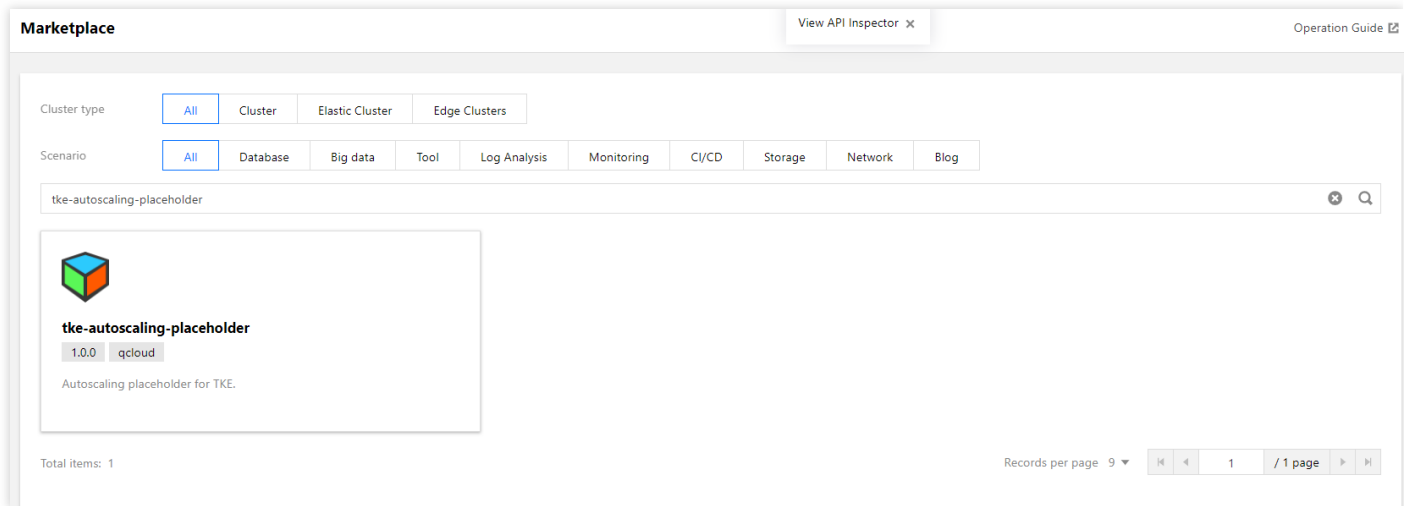 Marketplace
View API Inspector
Operation Guide
Cluster type
All Cluster Elastic Cluster Edge Clusters
Scenario
All Database Big data Tool Log Analysis Monitoring CI/CD Storage Network Blog
tke-autoscaling-placeholder
tke-autoscaling-placeholder
1.0.0 qcloud
Autoscaling placeholder for TKE.
Total items: 1
Records per page 9
1 / 1 page